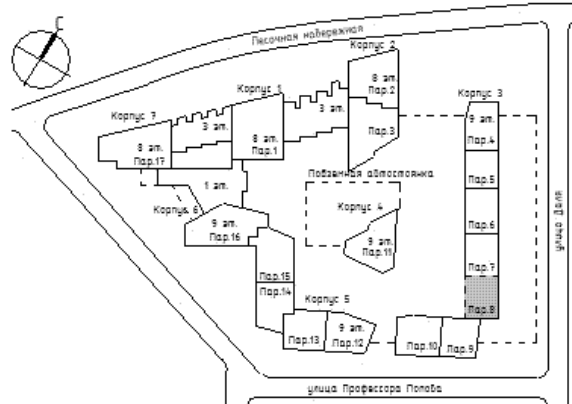 С
Песочная набережная
Корпус 2
8 эт.
Пар.2
Корпус 1
3 эт.
Корпус 7
3 эт.
8 эт.
Пар.1
Пар.3
Корпус 3
9 эт.
Пар.4
8 эт.
Пар.17
Подземная автостоянка
Пар.5
1 эт.
Корпус 6
Корпус 4
9 эт.
Пар.16
9 эт.
Пар.11
Пар.6
улица Даля
Пар.15
Пар.14
Пар.7
Корпус 5
Пар.8
Пар.13
9 эт.
Пар.12
Пар.10
Пар.9
улица Профессора Попова